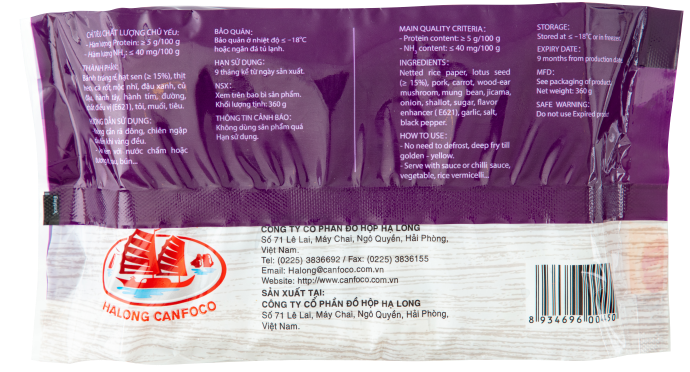 CHỈ TIÊU CHẤT LƯỢNG CHỦ YẾU:
- Hàm lượng Protein: ≥ 5 g/100 g
- Hàm lượng NH₃ : ≤ 40 mg/100 g
THÀNH PHẦN:
Bánh tráng rế, hạt sen (≥ 15%), thịt
heo, cà rốt, mộc nhĩ, đậu xanh, củ
đậu, hành tây, hành tím, đường,
chất điều vị (E621), tỏi, muối, tiêu.
HƯỚNG DẪN SỬ DỤNG:
cần rã đông, chiên ngập
đến khi vàng đều.
với nước chấm hoặc
tương ớt, rau, bún...
BẢO QUẢN:
Bảo quản ở nhiệt độ ≤ -18°C
hoặc ngăn đá tủ lạnh.
HẠN SỬ DỤNG:
9 tháng kể từ ngày sản xuất.
NSX:
Xem trên bao bì sản phẩm.
Khối lượng tịnh: 360 g
THÔNG TIN CẢNH BÁO:
Không dùng sản phẩm quá
Hạn sử dụng.
MAIN QUALITY CRITERIA:
- Protein content: ≥ 5 g/100 g
- NH₃ content: ≤ 40 mg/100 g
INGREDIENTS:
Netted rice paper, lotus seed
(≥ 15%), pork, carrot, wood-ear
mushroom, mung bean, jicama,
onion, shallot, sugar, flavor
enhancer (E621), garlic, salt,
black pepper.
HOW TO USE:
- No need to defrost, deep fry till
golden - yellow.
- Serve with sauce or chilli sauce,
vegetable, rice vermicelli...
STORAGE:
Stored at ≤ -18°C or in freezer.
EXPIRY DATE:
9 months from production date.
MFD:
See packaging of product.
Net weight: 360 g
SAFE WARNING:
Do not use Expired prod
HALONG CANFOCO
CÔNG TY CỔ PHẦN ĐỒ HỘP HẠ LONG
Số 71 Lê Lai, Máy Chai, Ngô Quyền, Hải Phòng,
Việt Nam.
Tel: (0225) 3836692 / Fax: (0225) 3836155
Email: Halong@canfoco.com.vn
Website: http://www.canfoco.com.vn
SẢN XUẤT TẠI:
CÔNG TY CỔ PHẦN ĐỒ HỘP HẠ LONG
Số 71 Lê Lai, Máy Chai, Ngô Quyền, Hải Phòng,
Việt Nam.
8 934696 004450